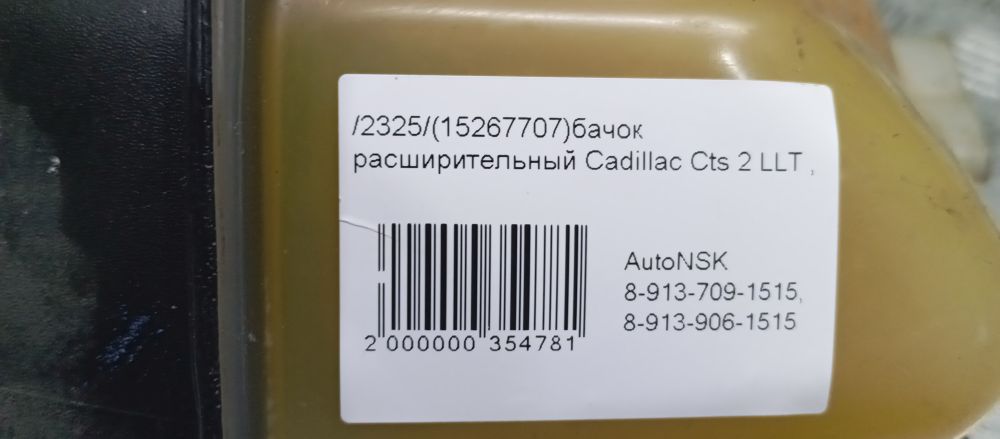 /2325/(15267707)бачок
расширительный Cadillac Cts 2 LLT ,
AutoNSK
8-913-709-1515,
8-913-906-1515
2 000000 354781